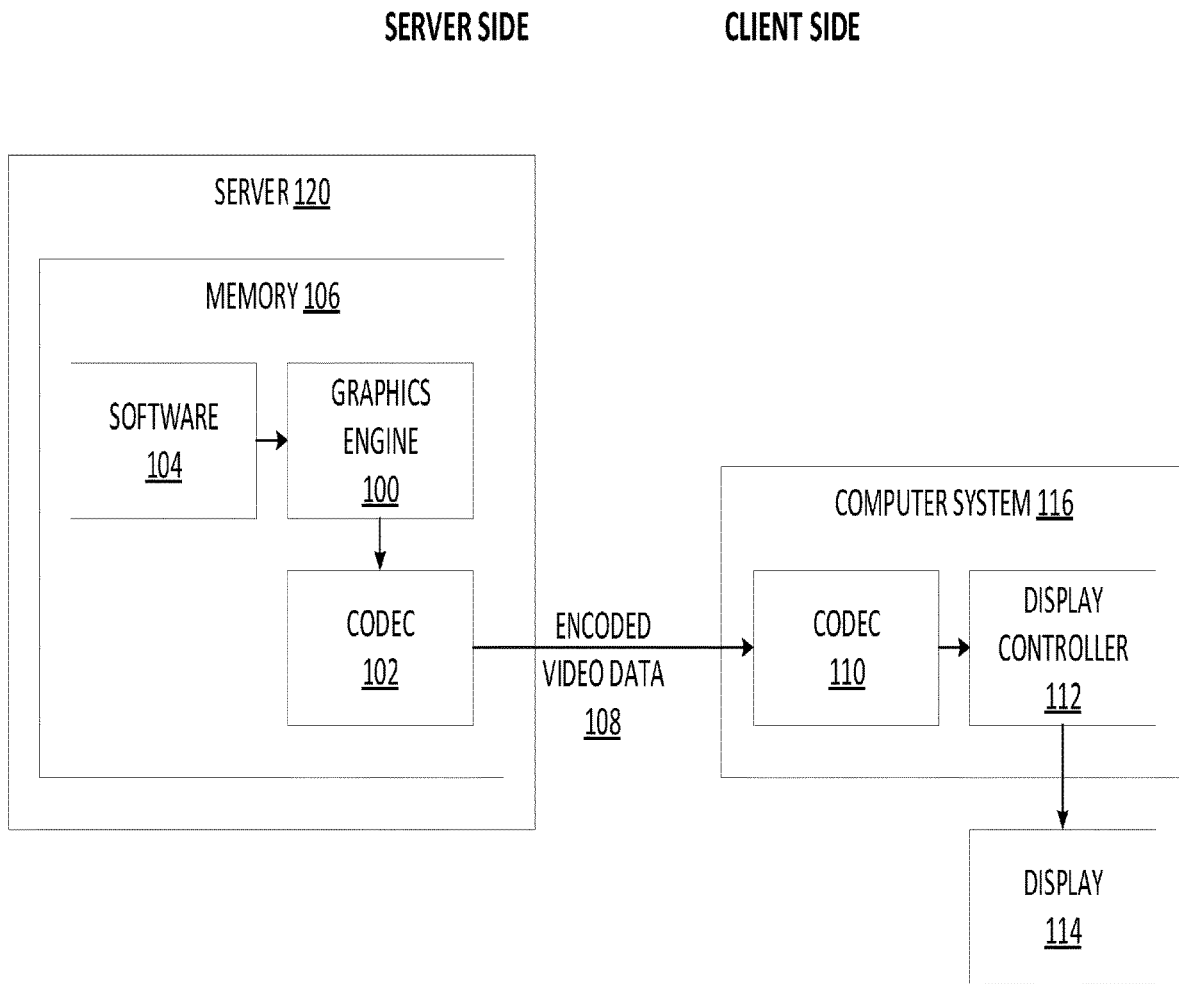 SERVER SIDE
CLIENT SIDE
SERVER 120
MEMORY 106
SOFTWARE
104
GRAPHICS
ENGINE
100
CODEC
102
ENCODED
VIDEO DATA
108
COMPUTER SYSTEM 116
CODEC
110
DISPLAY
CONTROLLER
112
DISPLAY
114